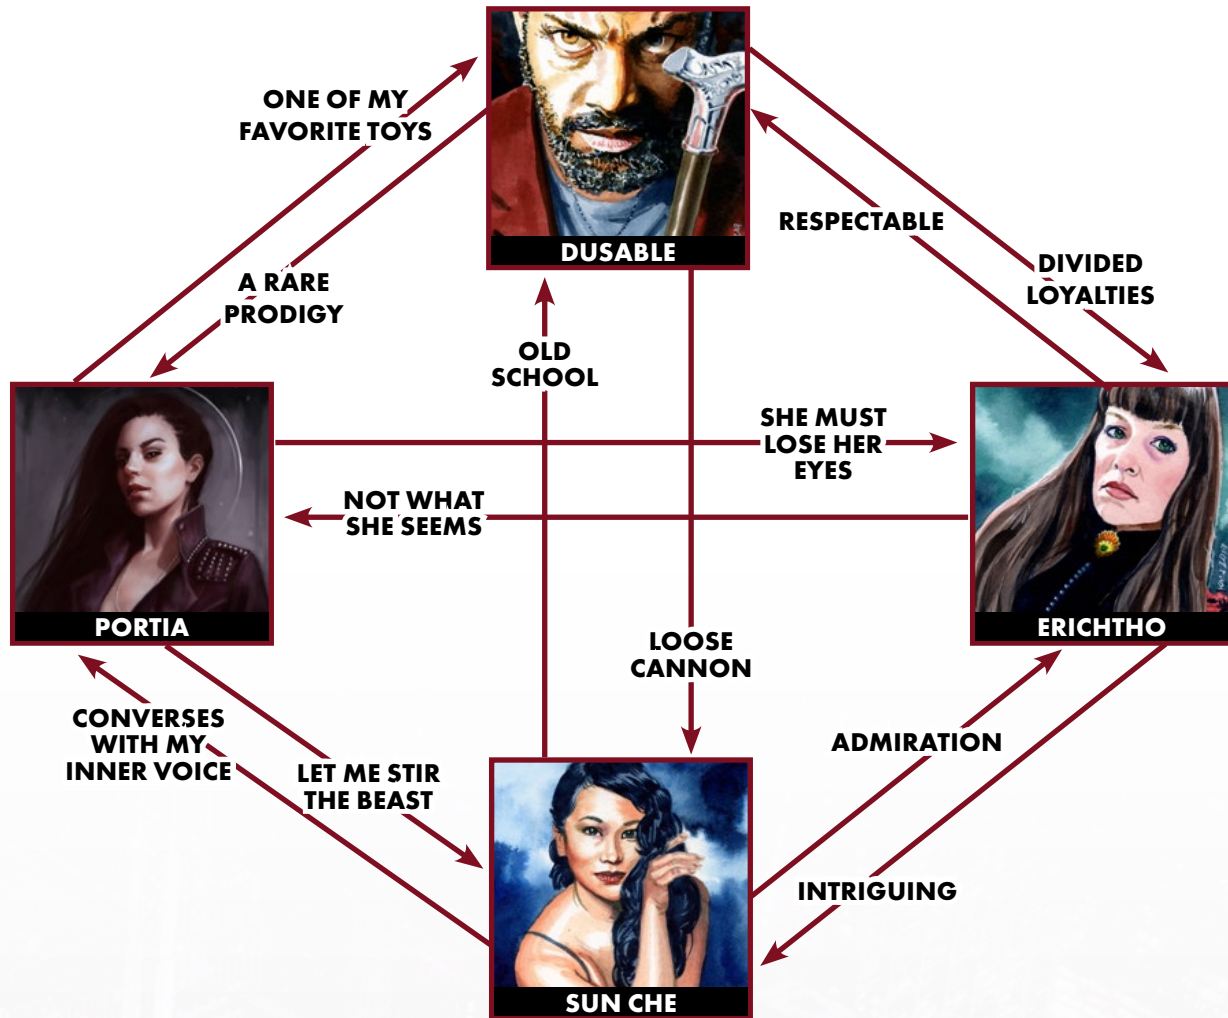 ONE OF MY
FAVORITE TOYS
DUSABLE
RESPECTABLE
A RARE
PRODIGY
DIVIDED
LOYALTIES
OLD
SCHOOL
SHE MUST
LOSE HER
EYES
NOT WHAT
SHE SEEMS
PORTIA
ERICHTHO
LOOSE
CANNON
CONVERSES
WITH MY
INNER VOICE
LET ME STIR
THE BEAST
ADMIRATION
INTRIGUING
SUN CHE